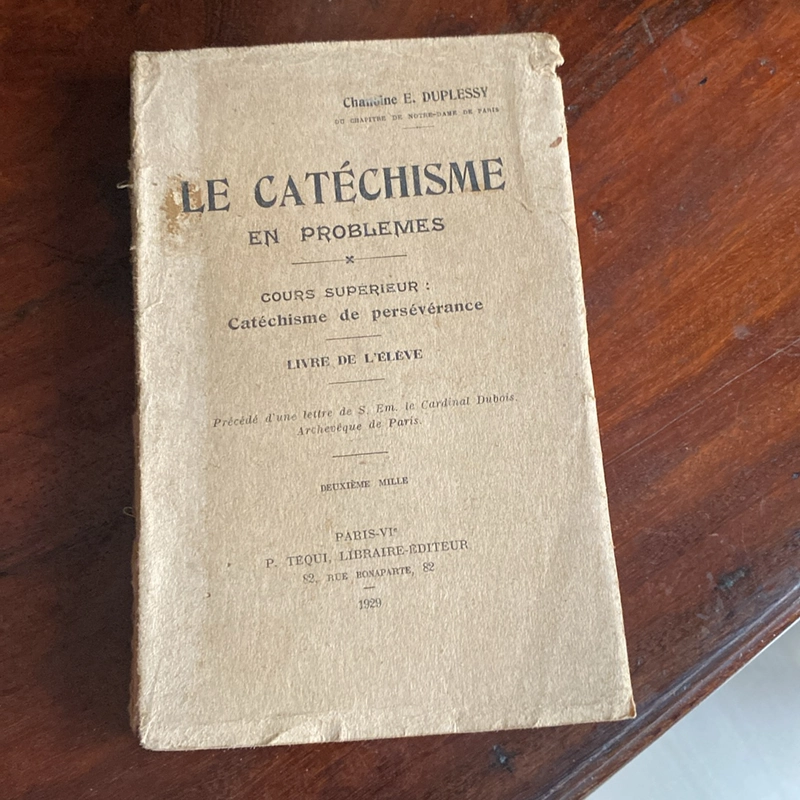 Chanoine E. DUPLESSY
DU CHAPITRE DE NOTRE-DAME DE PARIS
LE CATÉCHISME
EN PROBLEMES
COURS SUPÉRIEUR :
Catéchisme de persévérance
LIVRE DE L'ÉLÈVE
Précédé d'une lettre de S. Em. le Cardinal Dubois,
Archevêque de Paris.
DEUXIÈME MILLE
PARIS-VIe
P. TÉQUI, LIBRAIRE-ÉDITEUR
82, RUE BONAPARTE, 82
1929